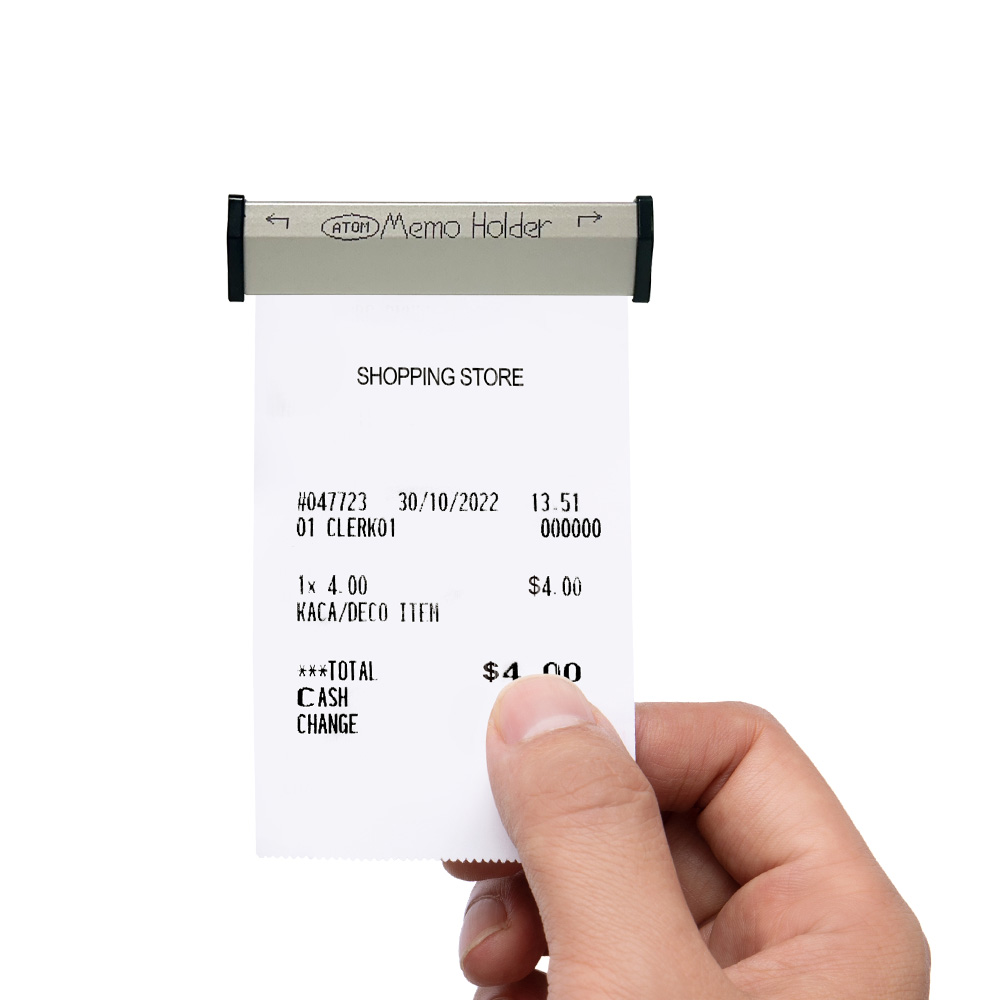 ATOM Memo Holder
SHOPPING STORE
#047723 30/10/2022 13.51
01 CLERK01 000000
1x 4.00 $4.00
KACA/DECO ITEM
***TOTAL $4.00
CASH
CHANGE